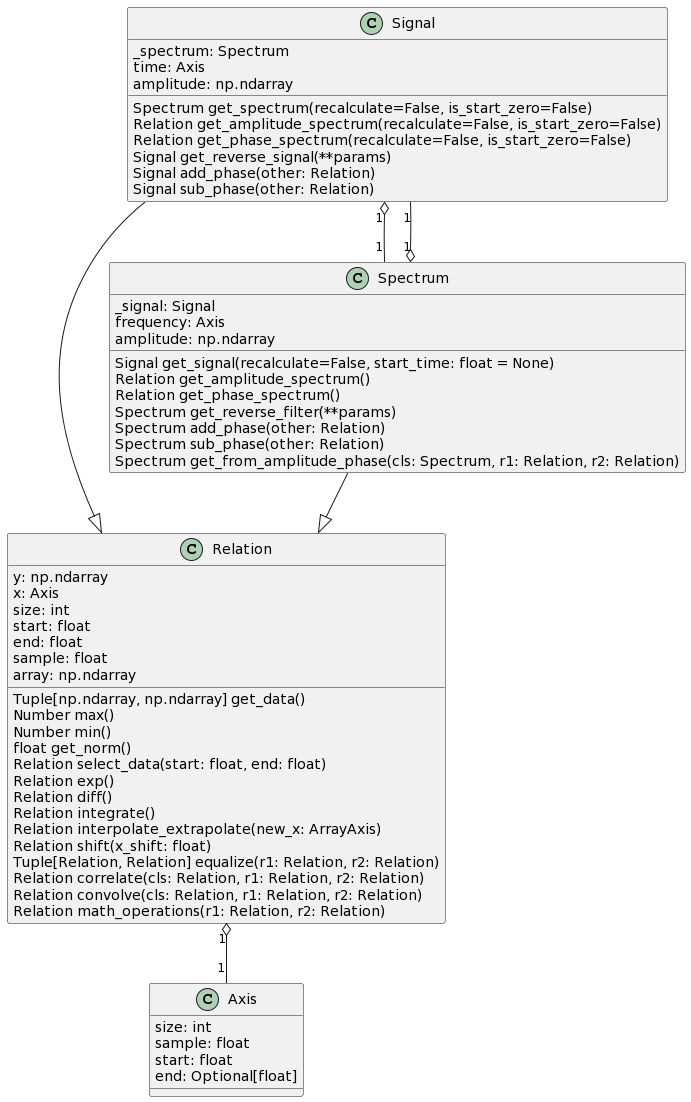 C Signal
_spectrum: Spectrum
time: Axis
amplitude: np.ndarray
Spectrum get_spectrum(recalculate=False, is_start_zero=False)
Relation get_amplitude_spectrum(recalculate=False, is_start_zero=False)
Relation get_phase_spectrum(recalculate=False, is_start_zero=False)
Signal get_reverse_signal(**params)
Signal add_phase(other: Relation)
Signal sub_phase(other: Relation)
1 1
1 1
C Spectrum
_signal: Signal
frequency: Axis
amplitude: np.ndarray
Signal get_signal(recalculate=False, start_time: float = None)
Relation get_amplitude_spectrum()
Relation get_phase_spectrum()
Spectrum get_reverse_filter(**params)
Spectrum add_phase(other: Relation)
Spectrum sub_phase(other: Relation)
Spectrum get_from_amplitude_phase(cls: Spectrum, r1: Relation, r2: Relation)
C Relation
y: np.ndarray
x: Axis
size: int
start: float
end: float
sample: float
array: np.ndarray
Tuple[np.ndarray, np.ndarray] get_data()
Number max()
Number min()
float get_norm()
Relation select_data(start: float, end: float)
Relation exp()
Relation diff()
Relation integrate()
Relation interpolate_extrapolate(new_x: ArrayAxis)
Relation shift(x_shift: float)
Tuple[Relation, Relation] equalize(r1: Relation, r2: Relation)
Relation correlate(cls: Relation, r1: Relation, r2: Relation)
Relation convolve(cls: Relation, r1: Relation, r2: Relation)
Relation math_operations(r1: Relation, r2: Relation)
1
1
C Axis
size: int
sample: float
start: float
end: Optional[float]